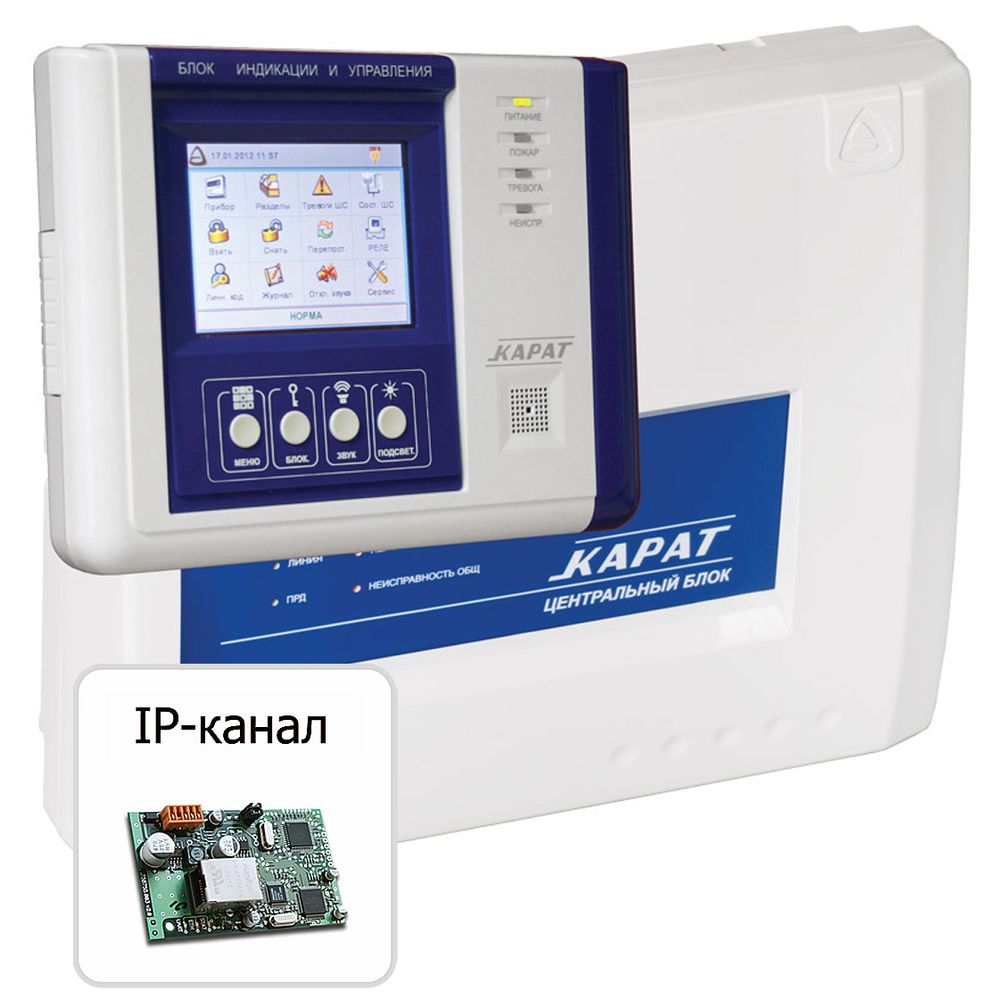 БЛОК ИНДИКАЦИИ И УПРАВЛЕНИЯ
17.01.2012 11:57
Прибор Разделы Тревоги ШС Сост. ШС
Взять Снять Перепост. РЕЛЕ
Личн. код Журнал Откл. звука Сервис
НОРМА
ПИТАНИЕ
ПОЖАР
ТРЕВОГА
НЕИСПР.
КАРАТ
МЕНЮ БЛОК. ЗВУК ПОДСВЕТ.
ЛИНИЯ
НЕИСПРАВНОСТЬ ОБЩ
ПРД
КАРАТ
ЦЕНТРАЛЬНЫЙ БЛОК
IP-канал